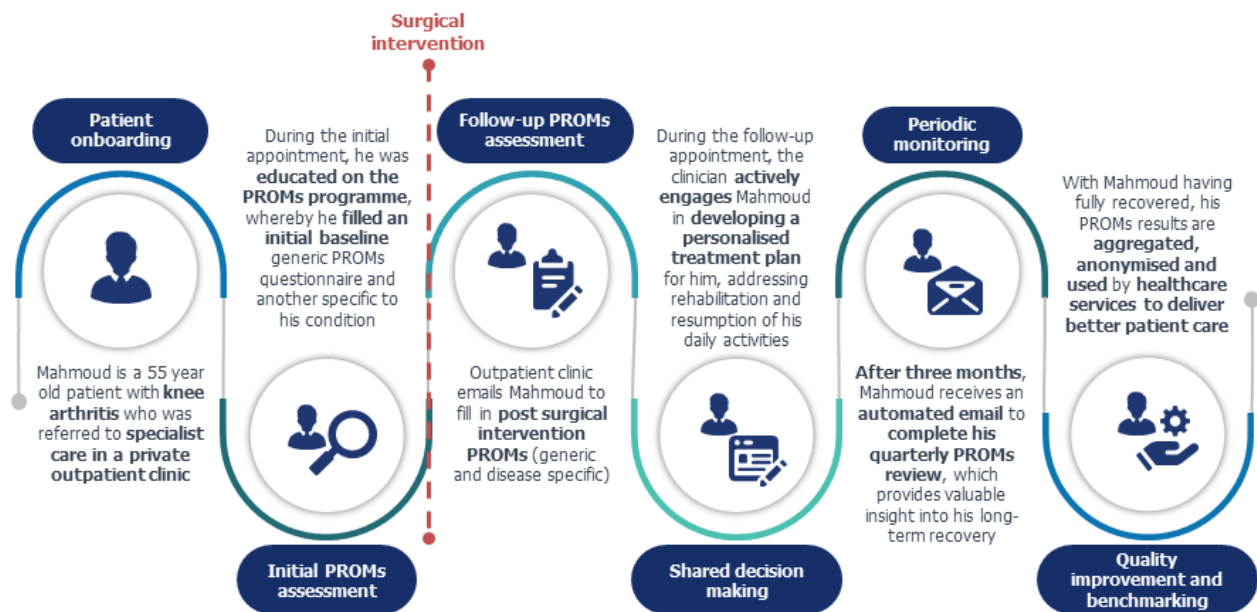 Surgical
intervention
Patient
onboarding
Mahmoud is a 55 year
old patient with knee
arthritis who was
referred to specialist
care in a private
outpatient clinic
During the initial
appointment, he was
educated on the
PROMs programme,
whereby he filled an
initial baseline
generic PROMs
questionnaire and
another specific to
his condition
Initial PROMs
assessment
Follow-up PROMs
assessment
Outpatient clinic
emails Mahmoud to
fill in post surgical
intervention
PROMs (generic
and disease specific)
During the follow-up
appointment, the
clinician actively
engages Mahmoud
in developing a
personalised
treatment plan
for him, addressing
rehabilitation and
resumption of his
daily activities
Shared decision
making
Periodic
monitoring
After three months,
Mahmoud receives an
automated email to
complete his
quarterly PROMs
review, which
provides valuable
insight into his long-
term recovery
With Mahmoud having
fully recovered, his
PROMs results are
aggregated,
anonymised and
used by healthcare
services to deliver
better patient care
Quality
improvement and
benchmarking